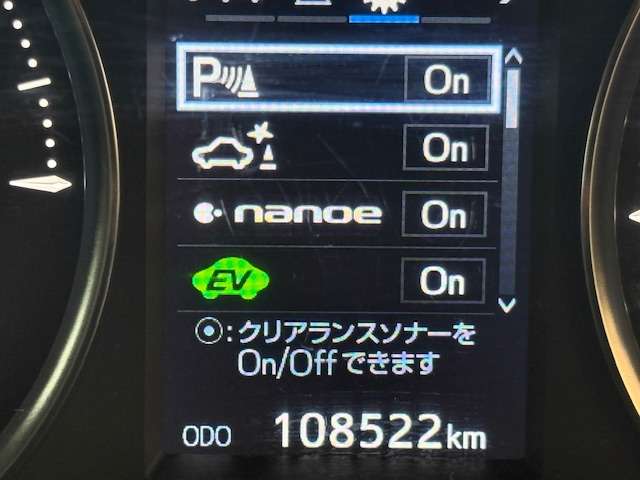 P On
On
nanoe On
EV On
:クリアランスソナーを
On/Offできます
ODO 108522km